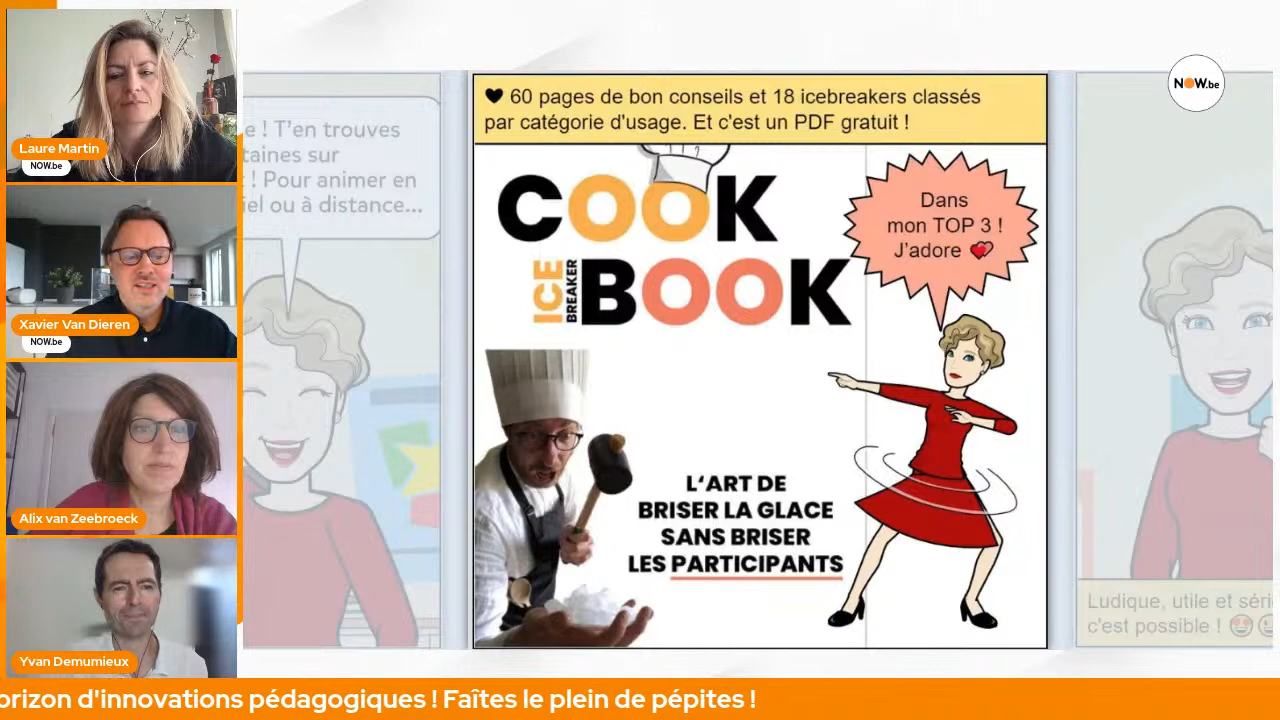 Laure Martin
NOW.be
Xavier Van Dieren
NOW.be
Alix van Zeebroeck
Yvan Demumieux
e ! T'en trouves
taines sur
! Pour animer en
iel ou à distance...
60 pages de bon conseils et 18 icebreakers classés
par catégorie d'usage. Et c'est un PDF gratuit !
COOK
ICE BREAKER BOOK
Dans
mon TOP 3 !
J'adore
L'ART DE
BRISER LA GLACE
SANS BRISER
LES PARTICIPANTS
NOW.be
Ludique, utile et séri
c'est possible !
orizon d'innovations pédagogiques ! Faîtes le plein de pépites !